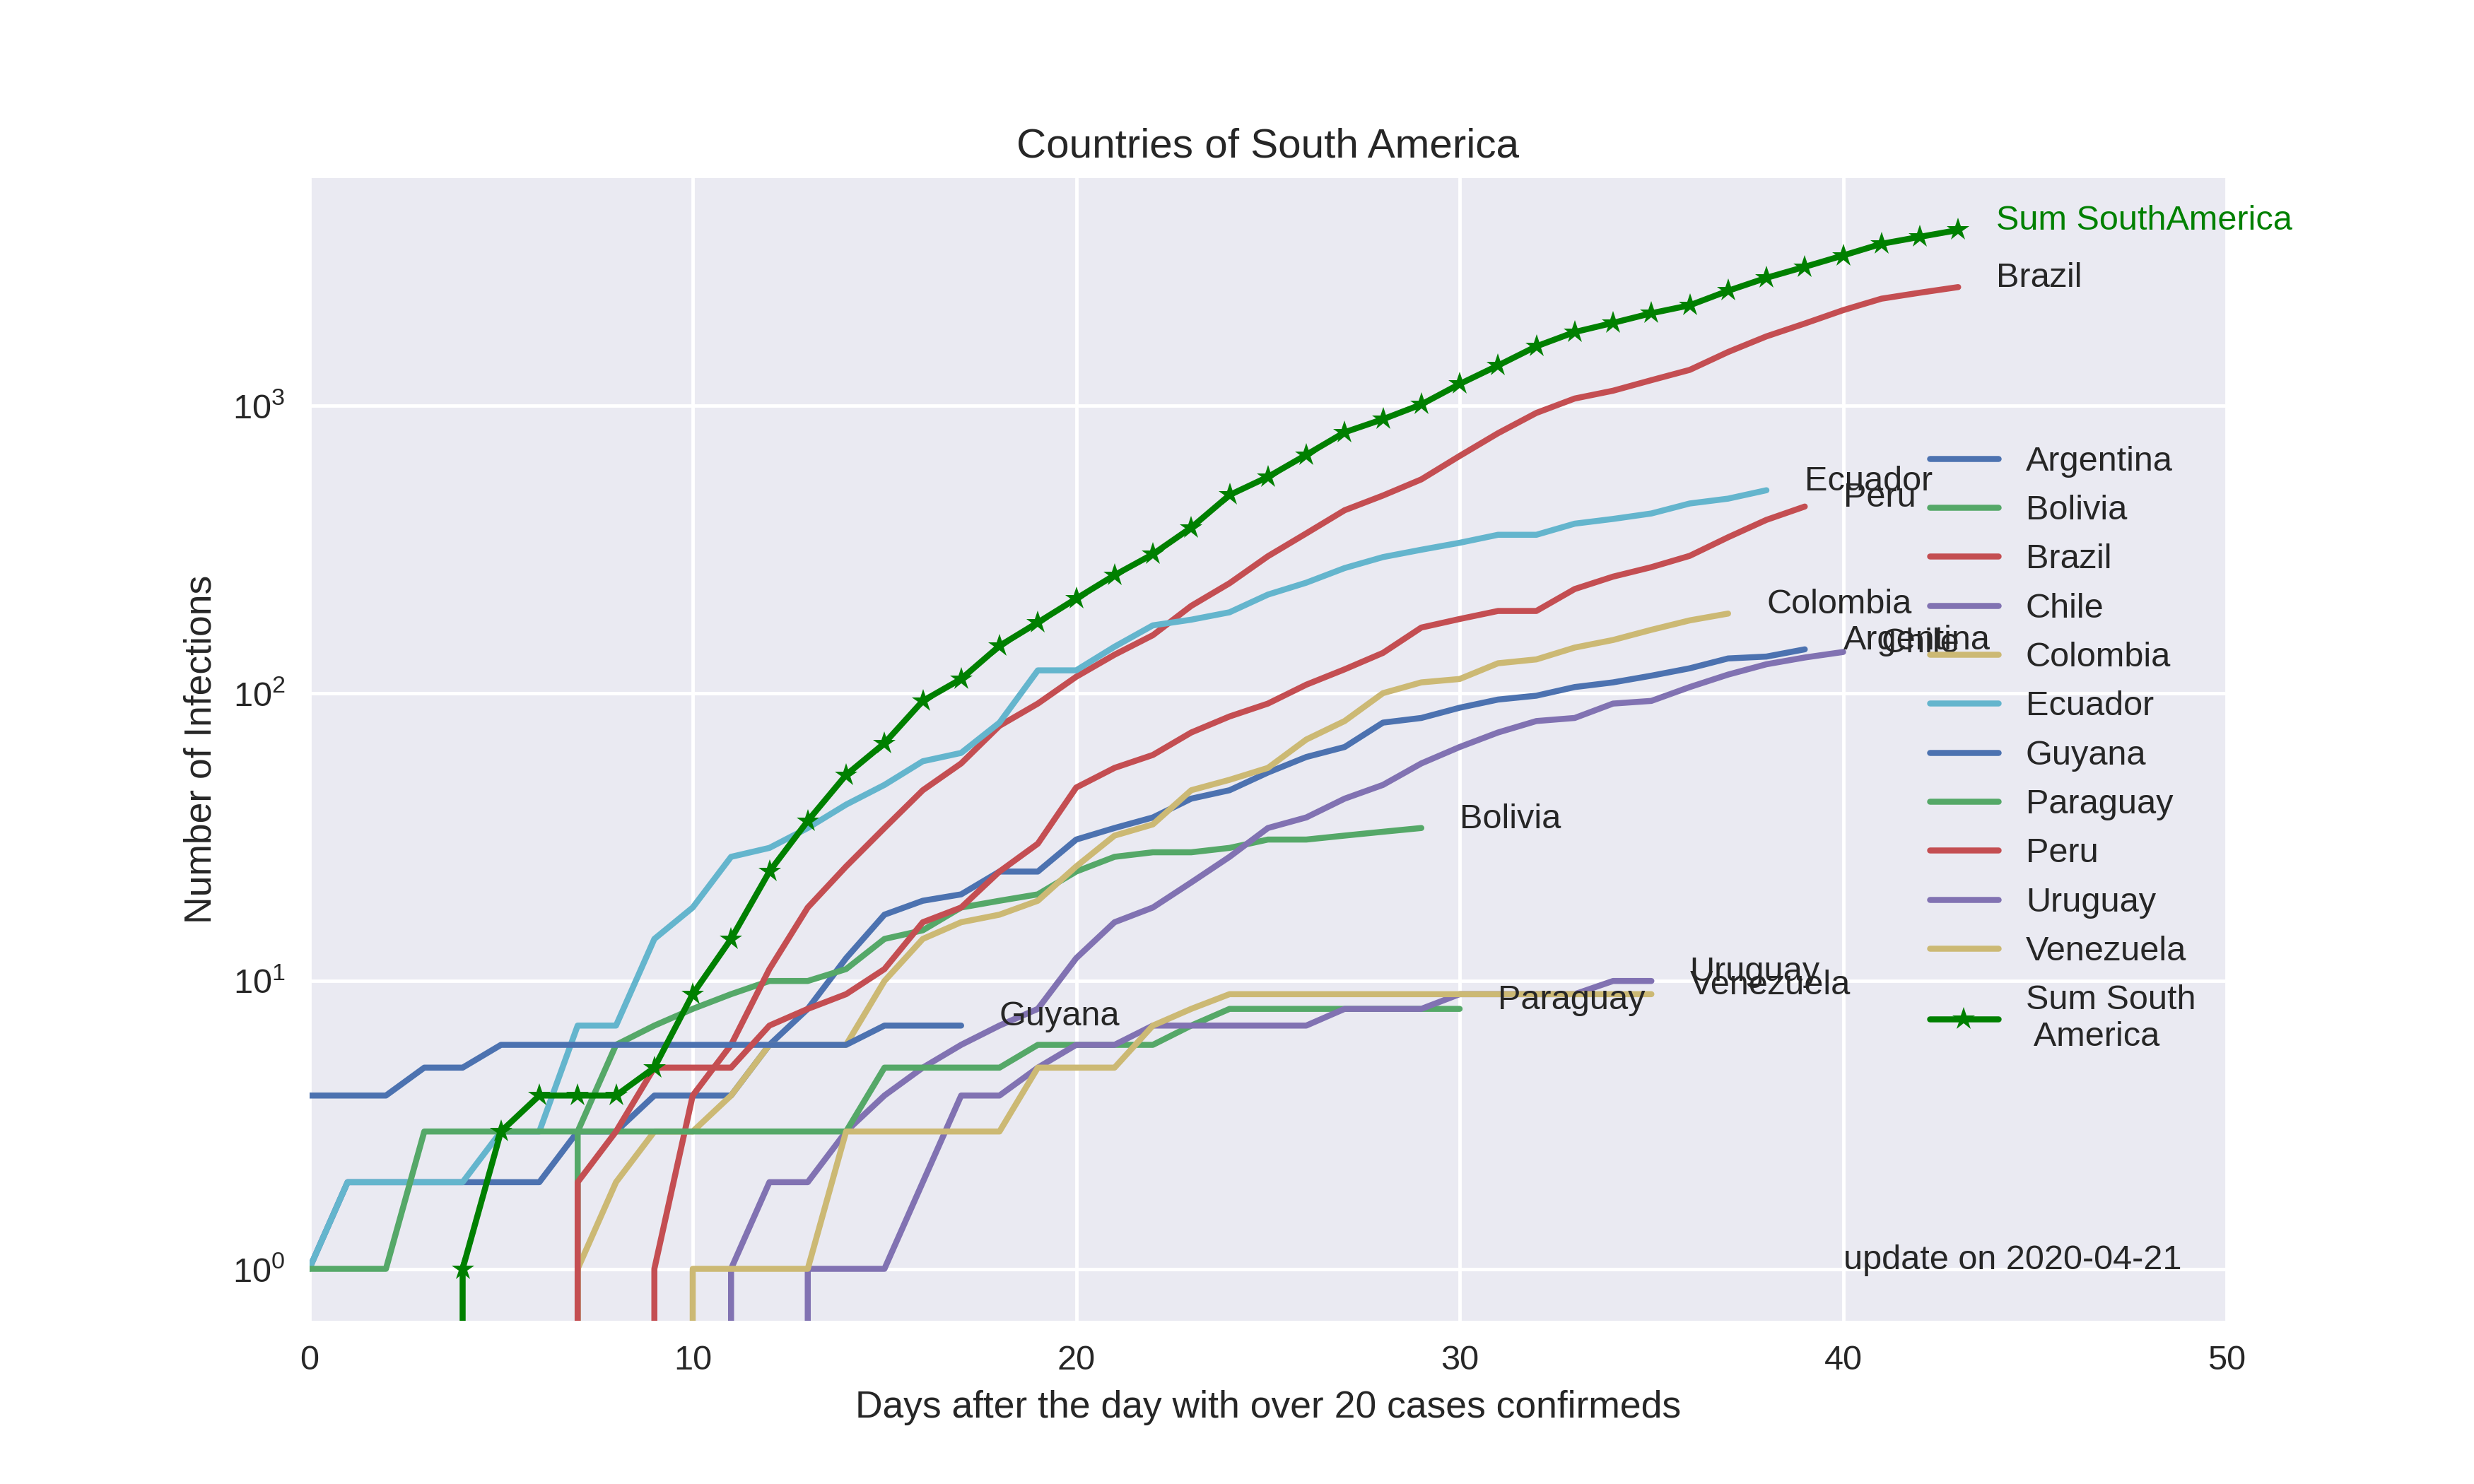 Countries of South America
Sum SouthAmerica
Brazil
10³
Ecuador
Peru
Colombia
Argentina
Chile
10²
Bolivia
Uruguay
Venezuela
10¹
Paraguay
Guyana
10⁰
update on 2020-04-21
Number of Infections
Argentina
Bolivia
Brazil
Chile
Colombia
Ecuador
Guyana
Paraguay
Peru
Uruguay
Venezuela
Sum South
America
0 10 20 30 40 50
Days after the day with over 20 cases confirmeds